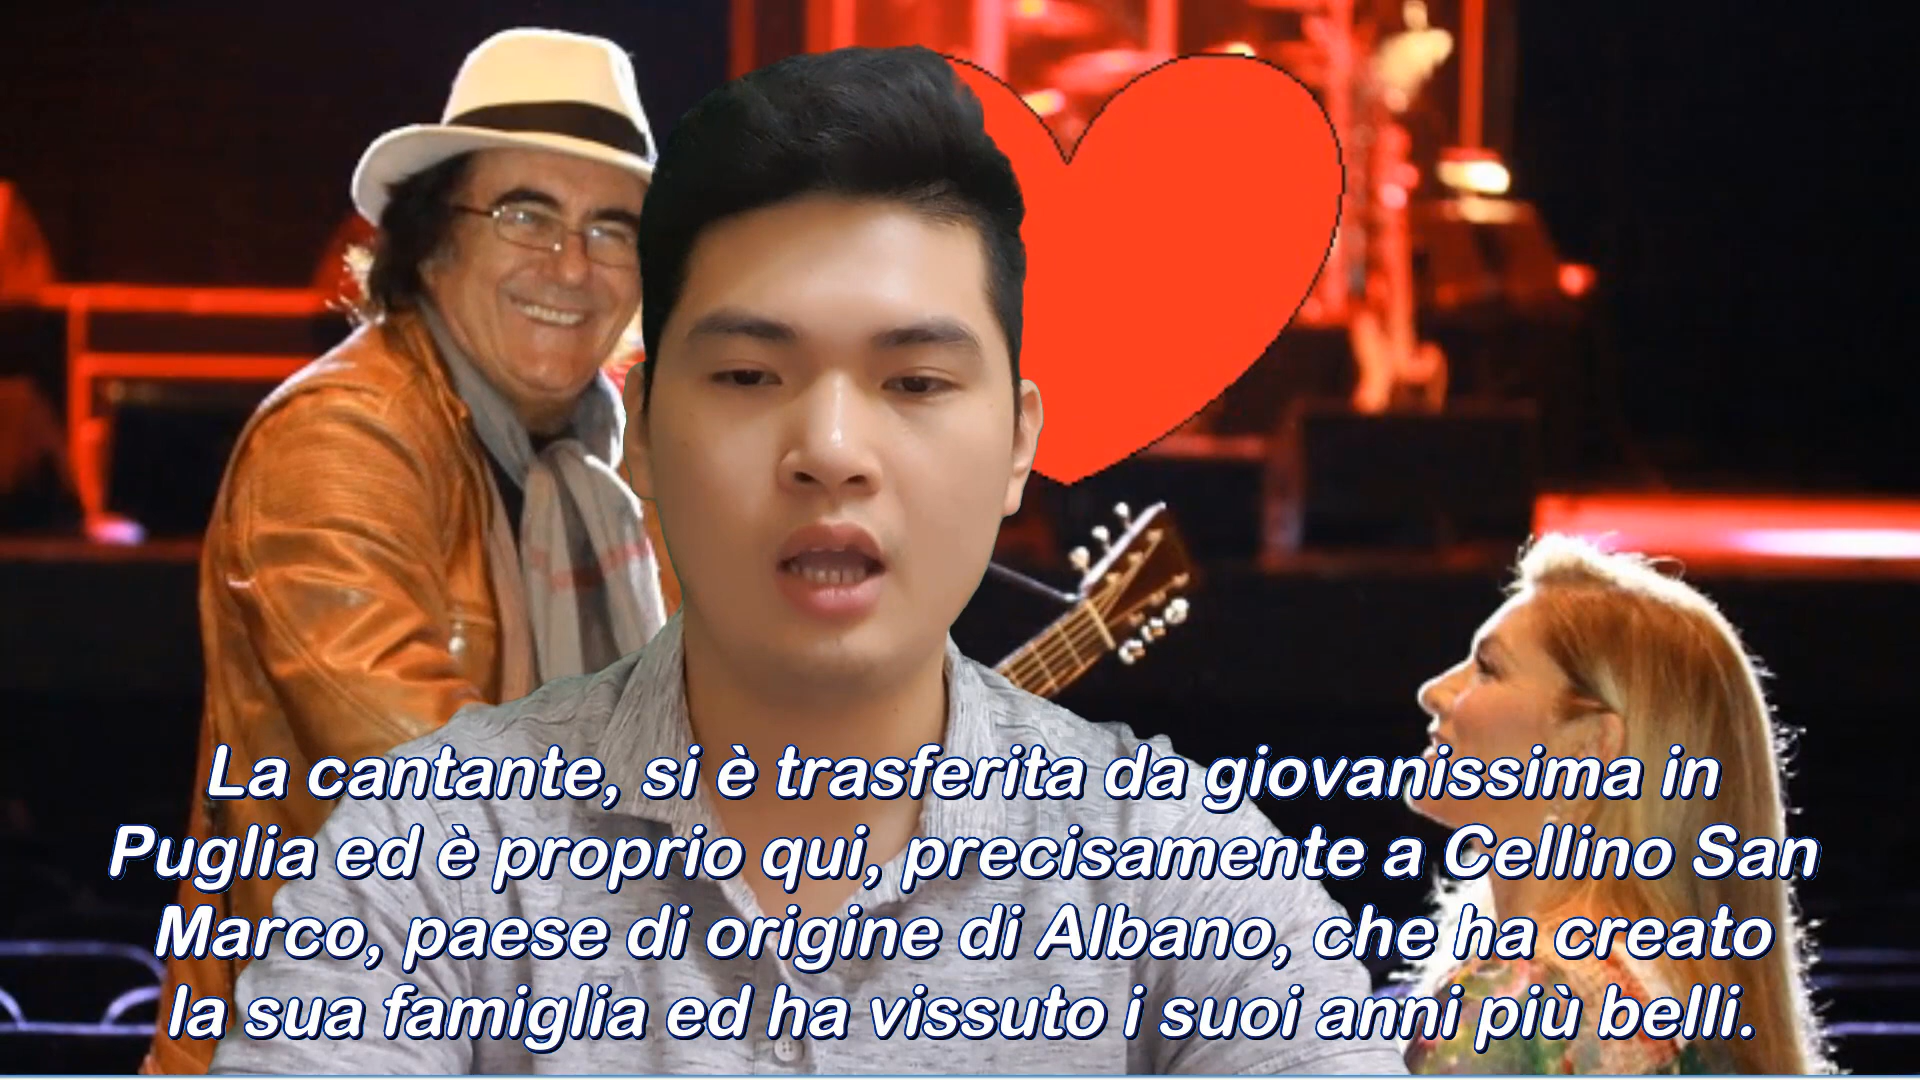 La cantante, si è trasferita da giovanissima in
Puglia ed è proprio qui, precisamente a Cellino San
Marco, paese di origine di Albano, che ha creato
la sua famiglia ed ha vissuto i suoi anni più belli.